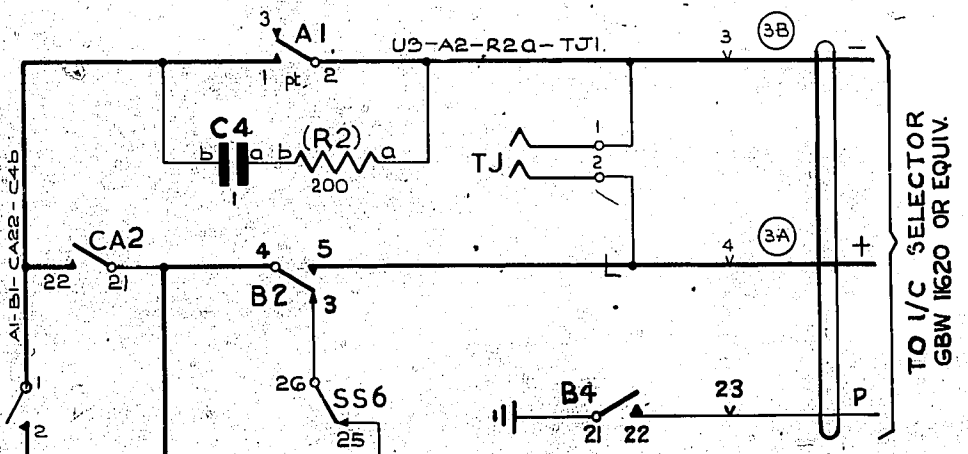 3
A1
U3-A2-R2a-TJ1.
3
3B
-
1
pt.
2
C4
(R2)
b
a
b
a
1
200
TJ
1
2
A1-B1-CA22-C4b
CA2
22
21
4
5
B2
3
4
3A
+
26
SS6
25
B4
23
P
21
22
1
2
TO I/C SELECTOR
GBW 11620 OR EQUIV.